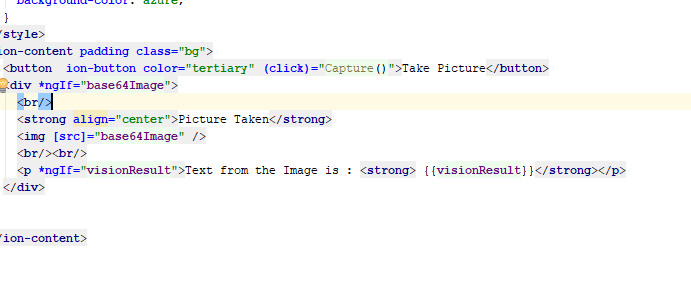 background-color: azure;
}
/style>
ion-content padding class="bg">
<button  ion-button color="tertiary" (click)="Capture()">Take Picture</button>
div *ngIf="base64Image">
<br/>
<strong align="center">Picture Taken</strong>
<img [src]="base64Image" />
<br/><br/>
<p *ngIf="visionResult">Text from the Image is : <strong> {{visionResult}}</strong></p>
</div>
/ion-content>